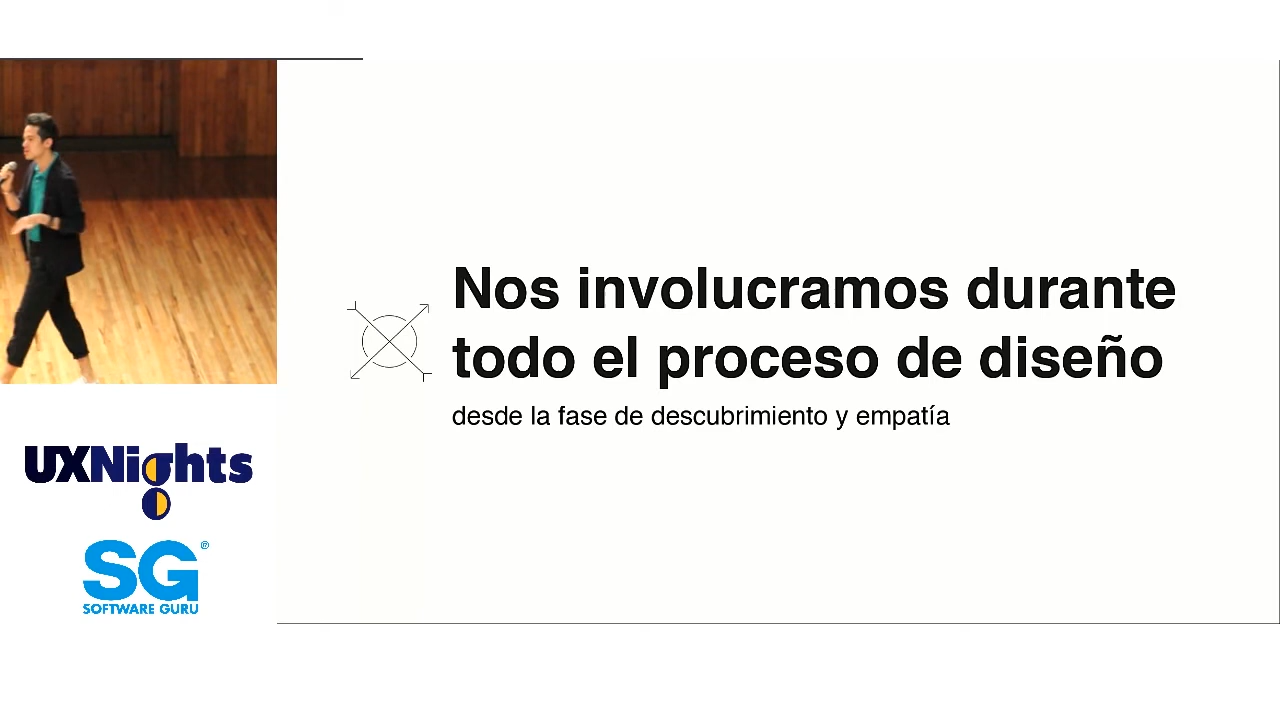 Nos involucramos durante
todo el proceso de diseño
desde la fase de descubrimiento y empatía
UXNights
SG®
SOFTWARE GURU